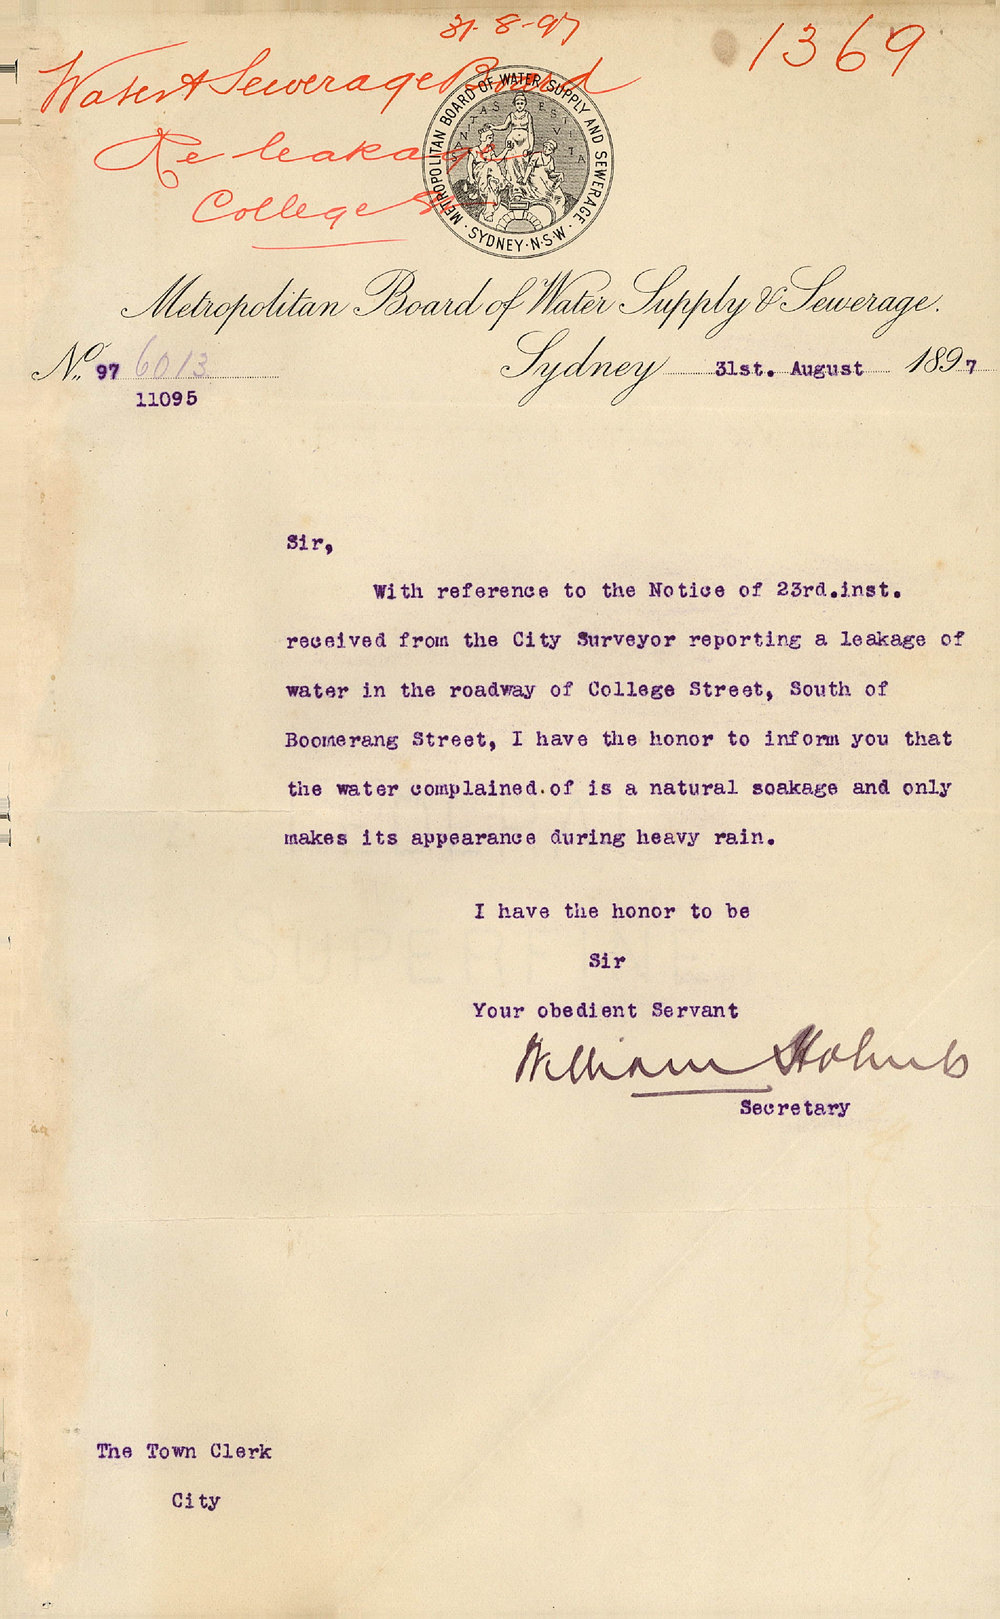 31-8-97
1369
Water & Sewerage Board
Re leakage
College St
METROPOLITAN BOARD OF WATER SUPPLY AND SEWERAGE
SANITAS EST VITA
SYDNEY·N·S·W·
Metropolitan Board of Water Supply & Sewerage.
No. 97 6013
11095
Sydney 31st. August 1897
Sir,
With reference to the Notice of 23rd.inst.
received from the City Surveyor reporting a leakage of
water in the roadway of College Street, South of
Boomerang Street, I have the honor to inform you that
the water complained.of is a natural soakage and only
makes its appearance during heavy rain.
I have the honor to be
Sir
Your obedient Servant
William
Secretary
The Town Clerk
City